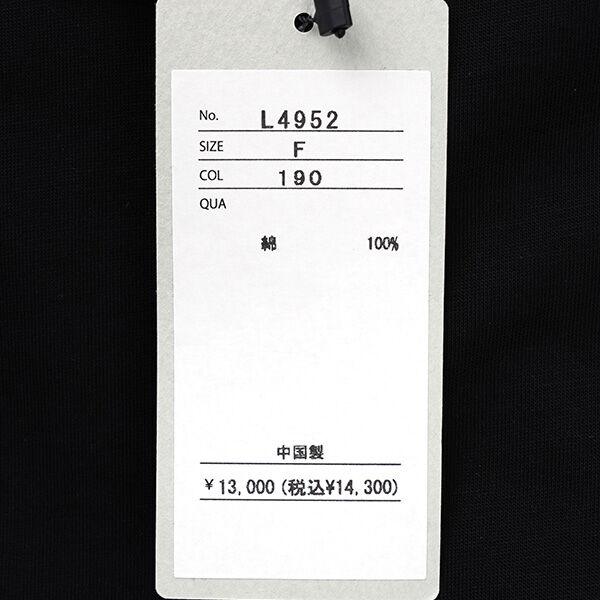 No. L4952
SIZE F
COL 190
QUA
綿 100%
中国製
¥13,000(税込¥14,300)